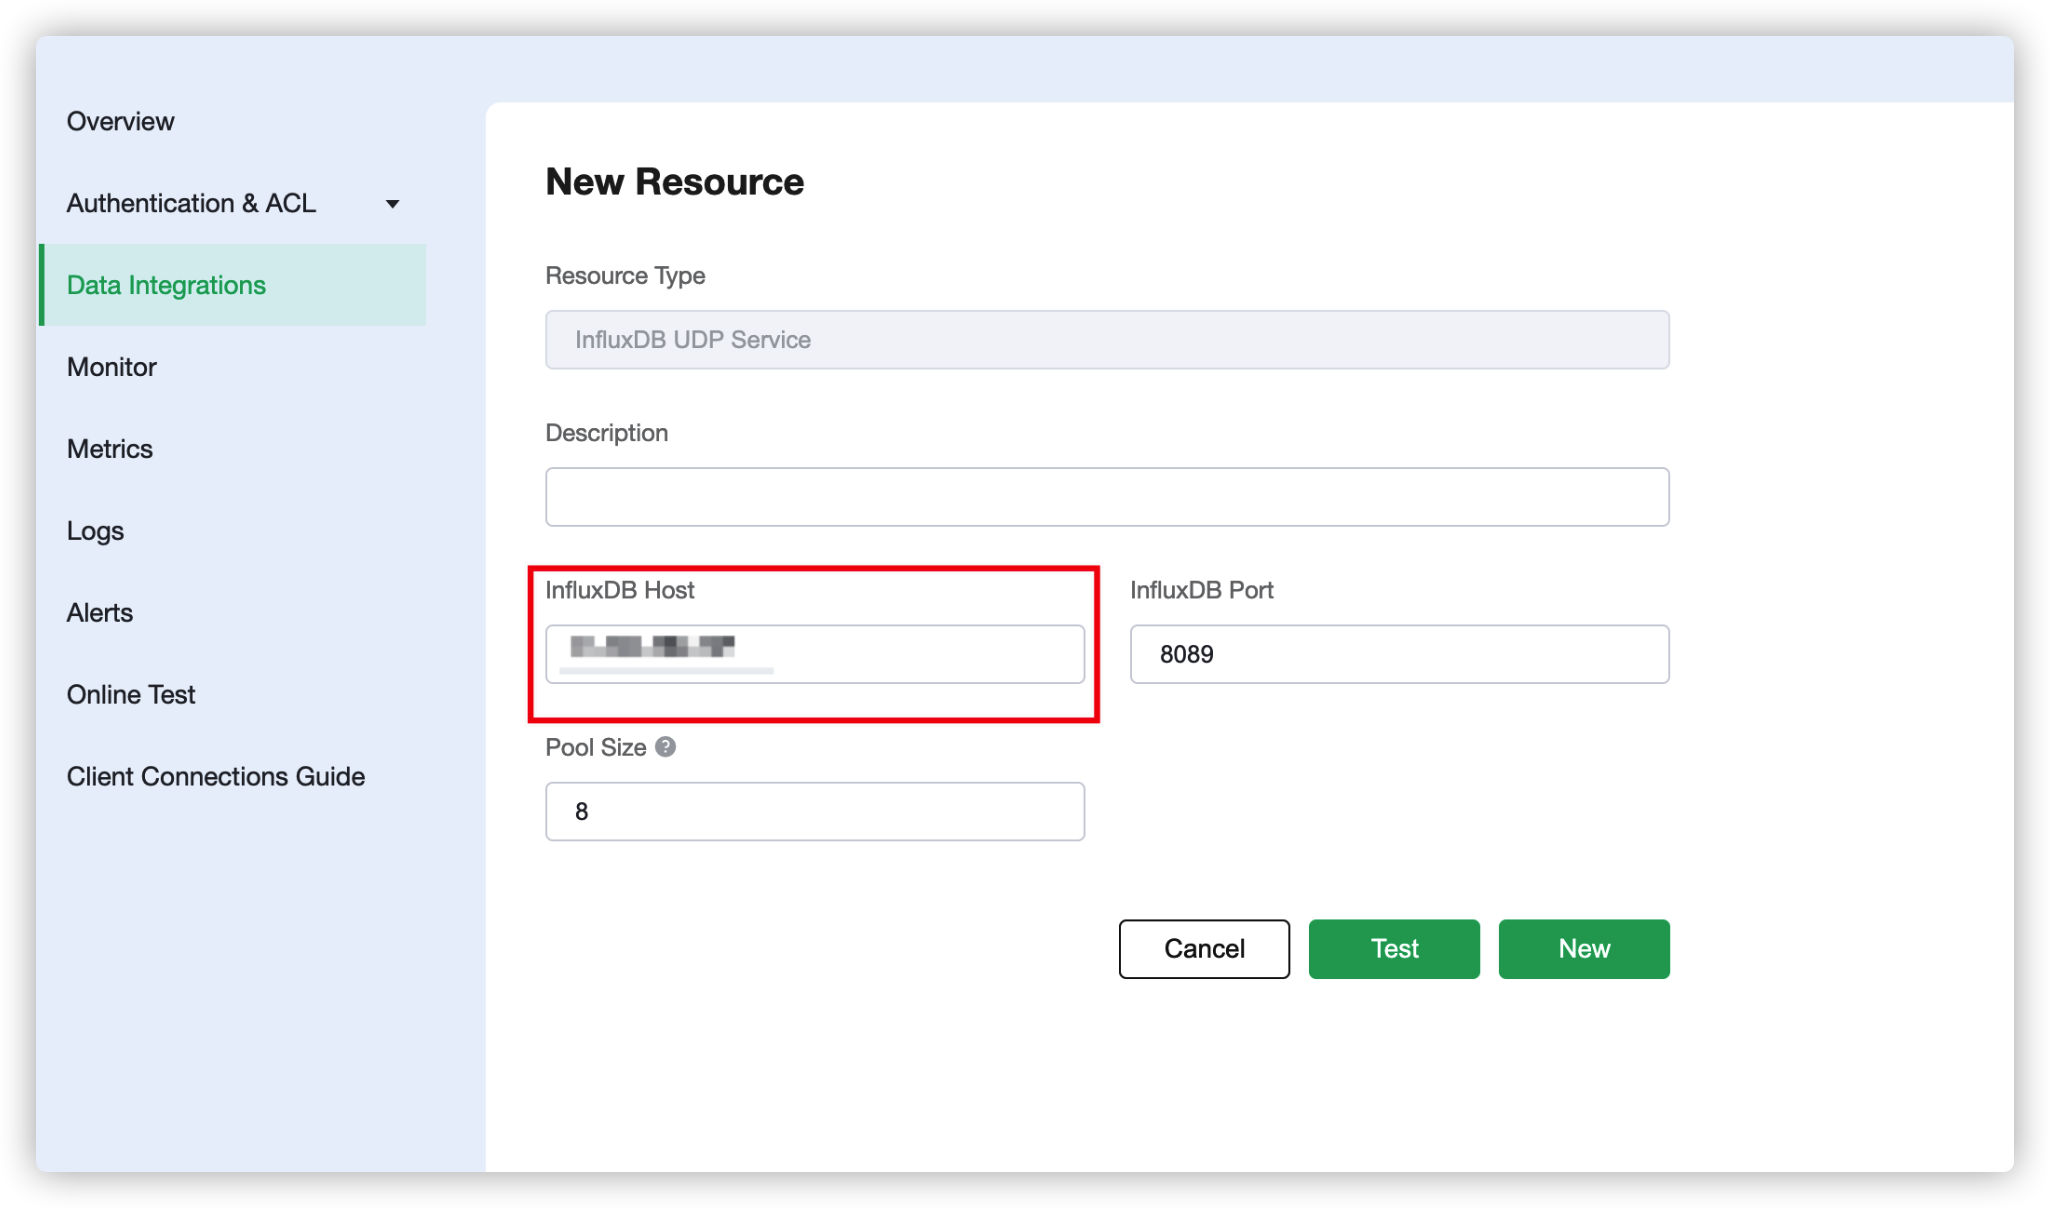 Overview
Authentication & ACL
Data Integrations
Monitor
Metrics
Logs
Alerts
Online Test
Client Connections Guide
New Resource
Resource Type
InfluxDB UDP Service
Description
InfluxDB Host
InfluxDB Port
8089
Pool Size ?
8
Cancel
Test
New